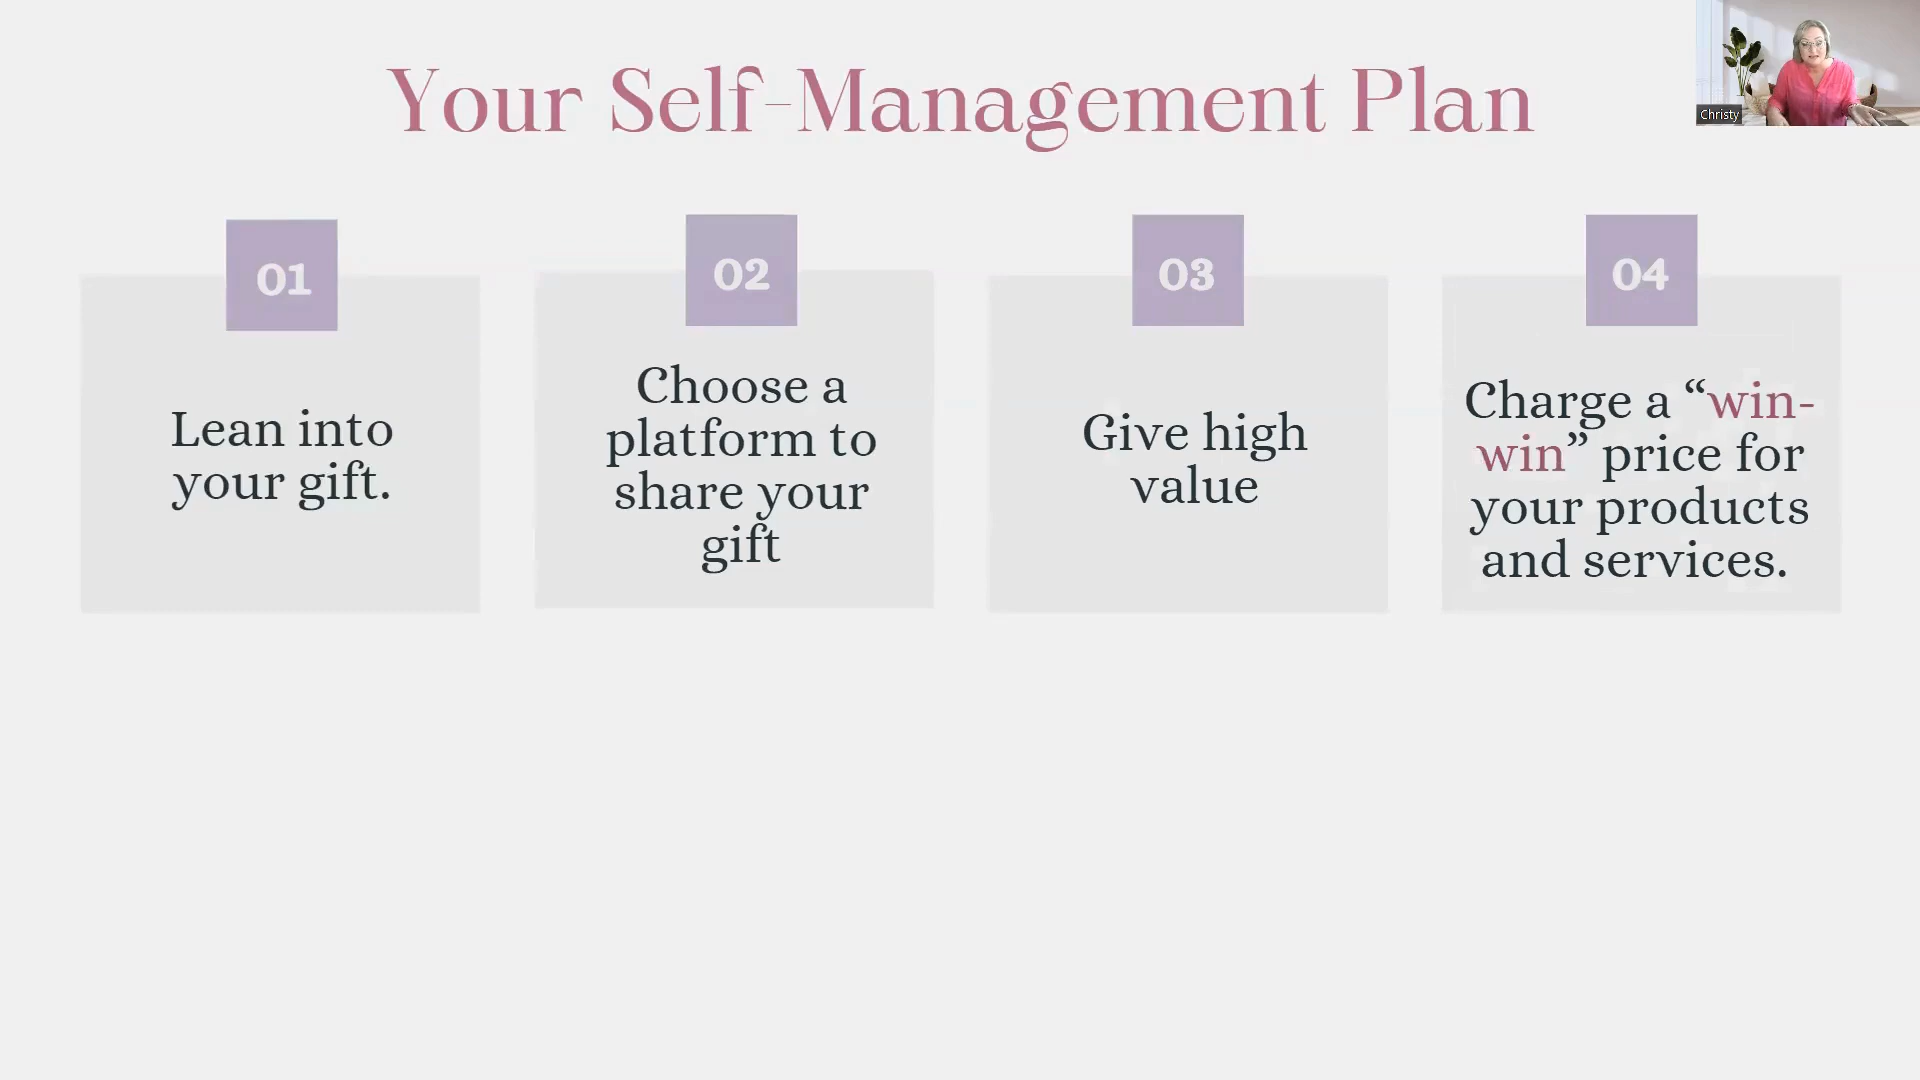 Your Self-Management Plan
Christy
01
Lean into
your gift.
02
Choose a
platform to
share your
gift
03
Give high
value
04
Charge a “win-
win” price for
your products
and services.